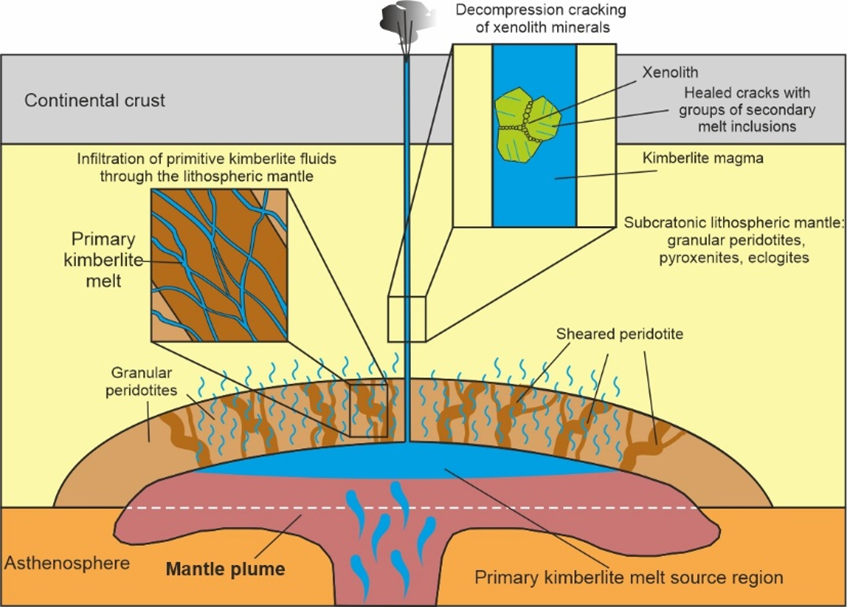 Decompression cracking
of xenolith minerals
Continental crust
Xenolith
Healed cracks with
groups of secondary
melt inclusions
Infiltration of primitive kimberlite fluids
through the lithospheric mantle
Kimberlite magma
Primary
kimberlite
melt
Subcratonic lithospheric mantle:
granular peridotites,
pyroxenites, eclogites
Sheared peridotite
Granular
peridotites
Asthenosphere
Mantle plume
Primary kimberlite melt source region